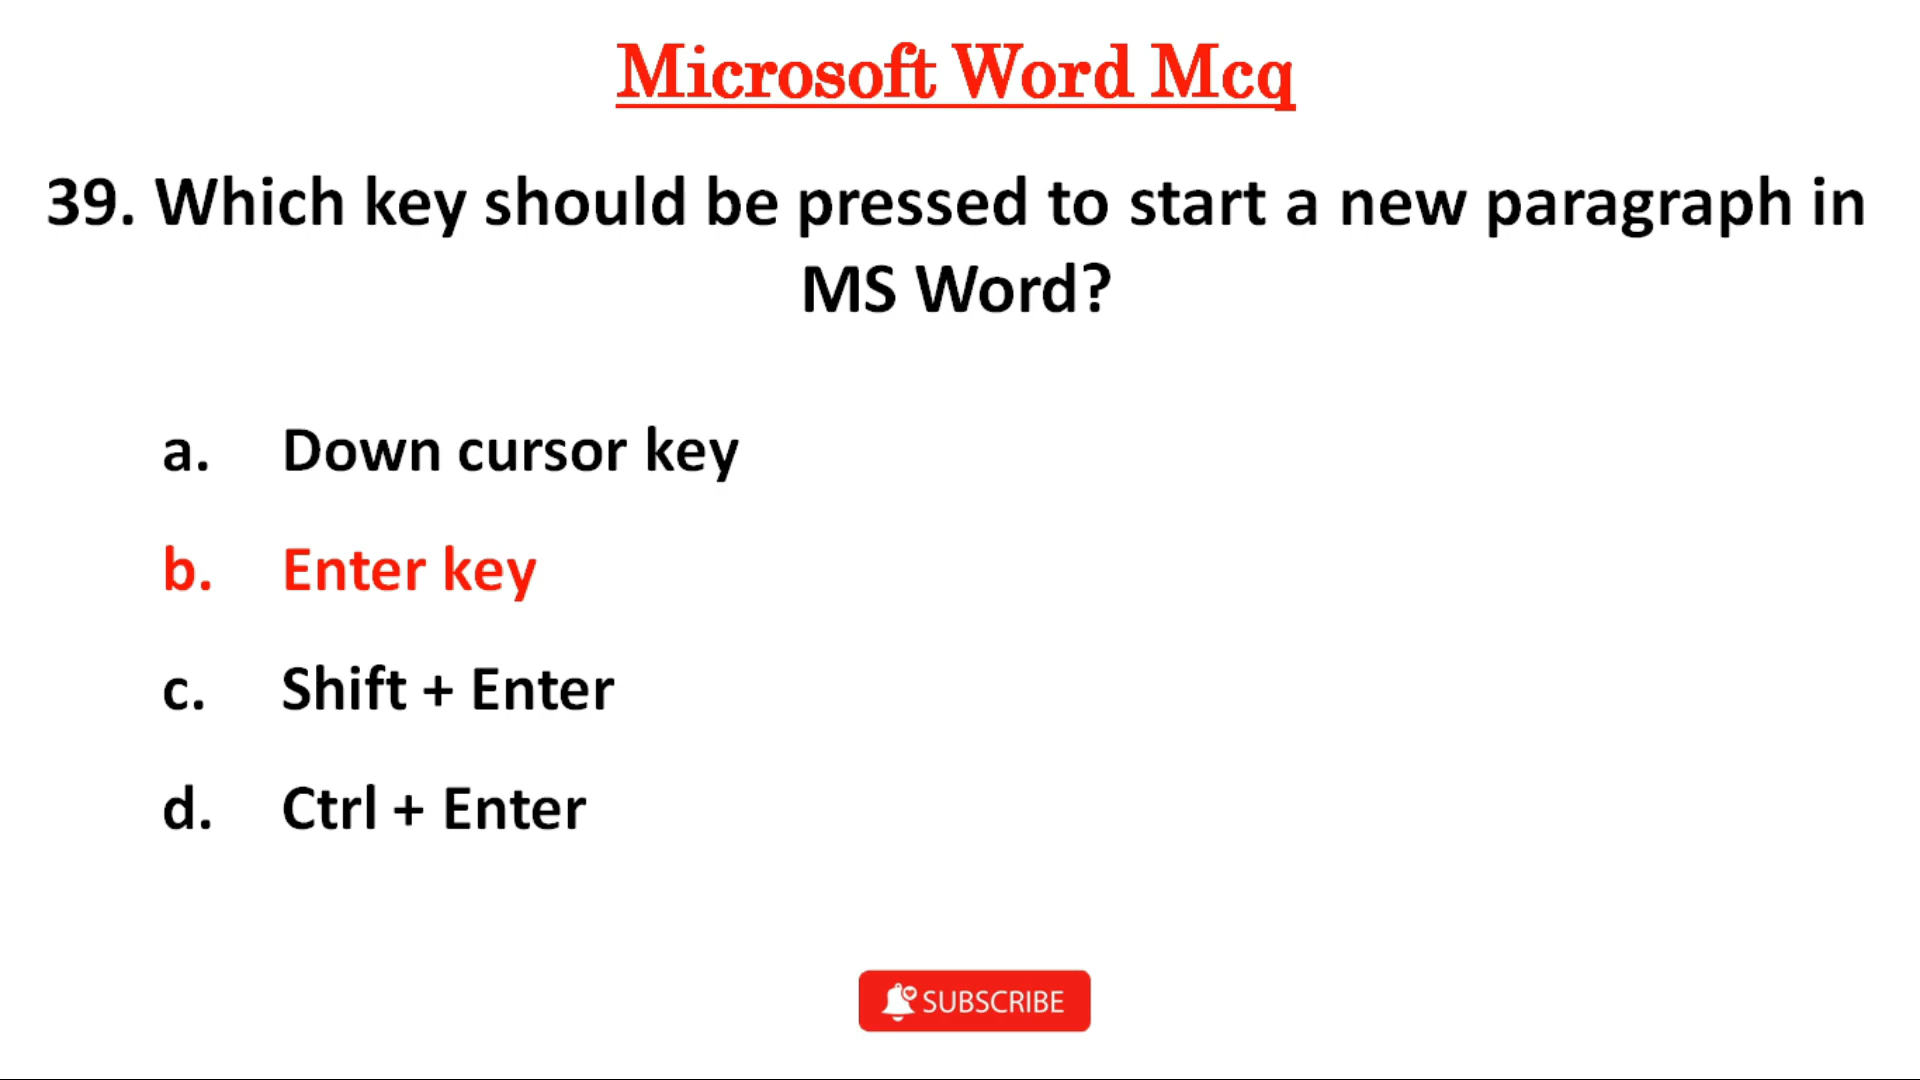 Microsoft Word Mcq
39. Which key should be pressed to start a new paragraph in
MS Word?
a. Down cursor key
b. Enter key
c. Shift + Enter
d. Ctrl + Enter
SUBSCRIBE